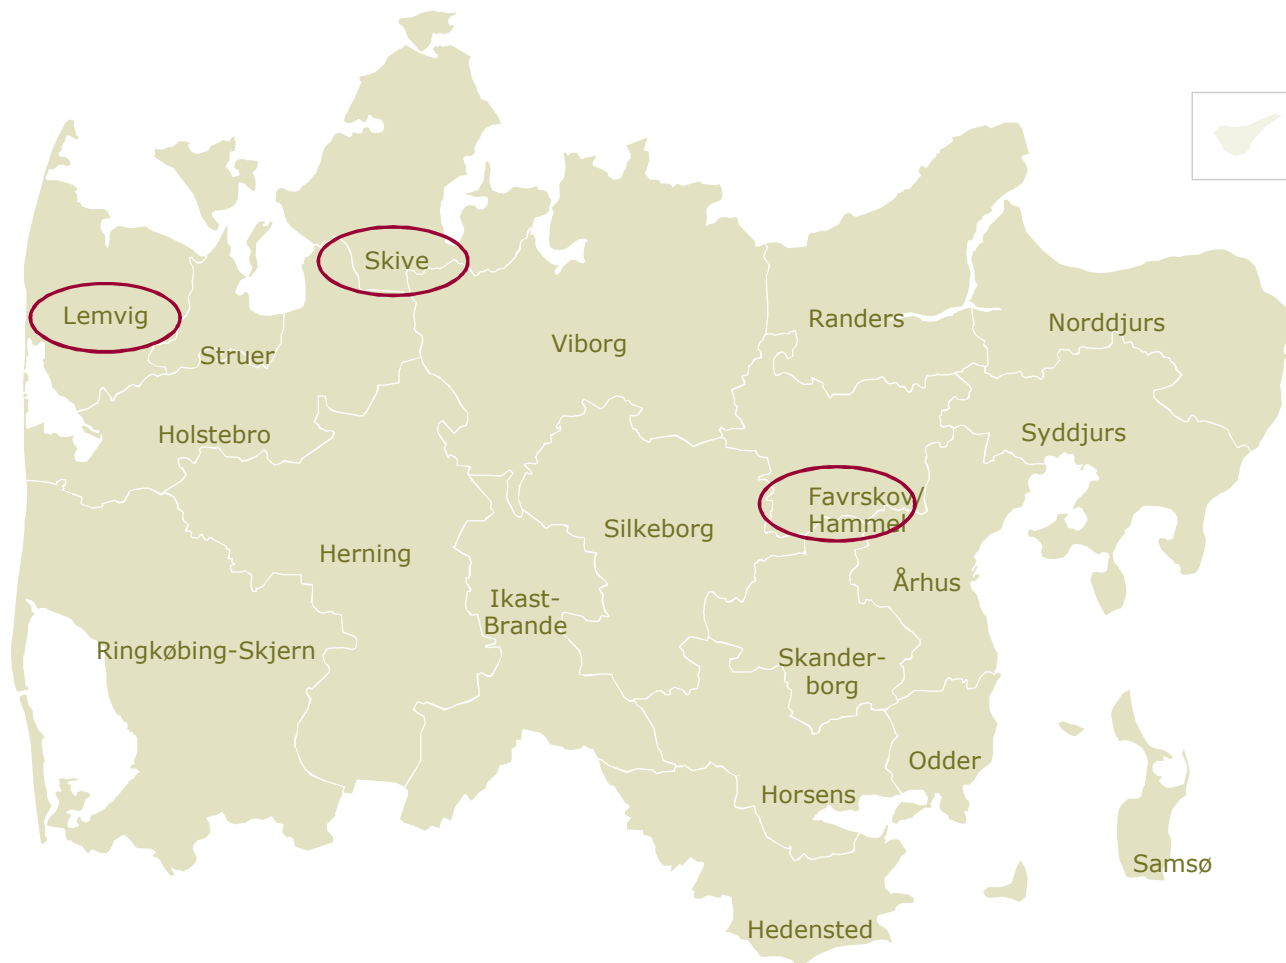 Skive
Lemvig
Struer
Viborg
Randers
Norddjurs
Holstebro
Syddjurs
Favrskov/
Hammel
Silkeborg
Herning
Århus
Ikast-
Brande
Ringkøbing-Skjern
Skander-
borg
Odder
Horsens
Samsø
Hedensted